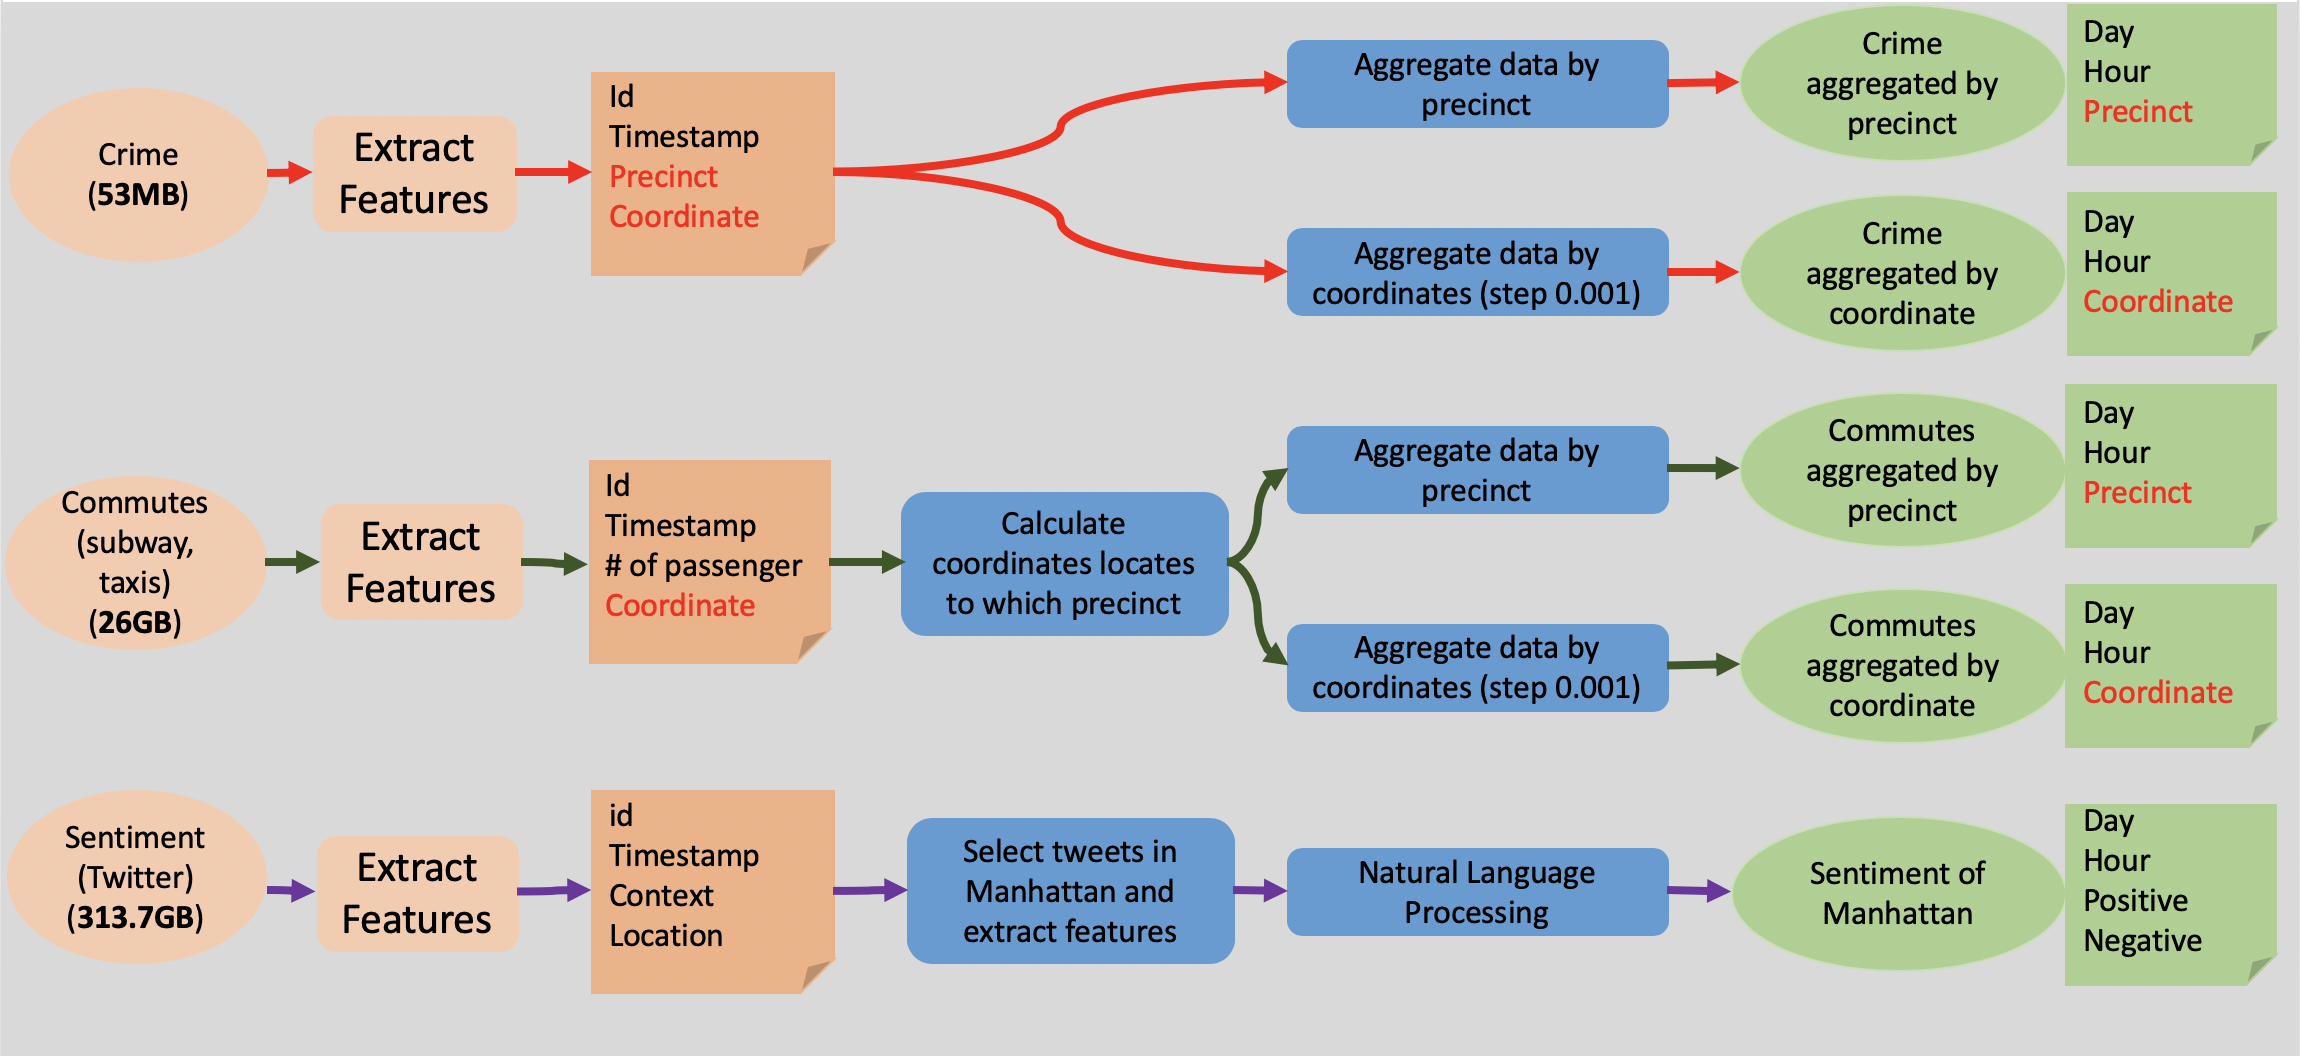 Crime
(53MB)
Extract
Features
Id
Timestamp
Precinct
Coordinate
Aggregate data by
precinct
Crime
aggregated by
precinct
Day
Hour
Precinct
Aggregate data by
coordinates (step 0.001)
Crime
aggregated by
coordinate
Day
Hour
Coordinate
Commutes
(subway,
taxis)
(26GB)
Extract
Features
Id
Timestamp
# of passenger
Coordinate
Calculate
coordinates locates
to which precinct
Aggregate data by
precinct
Commutes
aggregated by
precinct
Day
Hour
Precinct
Aggregate data by
coordinates (step 0.001)
Commutes
aggregated by
coordinate
Day
Hour
Coordinate
Sentiment
(Twitter)
(313.7GB)
Extract
Features
id
Timestamp
Context
Location
Select tweets in
Manhattan and
extract features
Natural Language
Processing
Sentiment of
Manhattan
Day
Hour
Positive
Negative